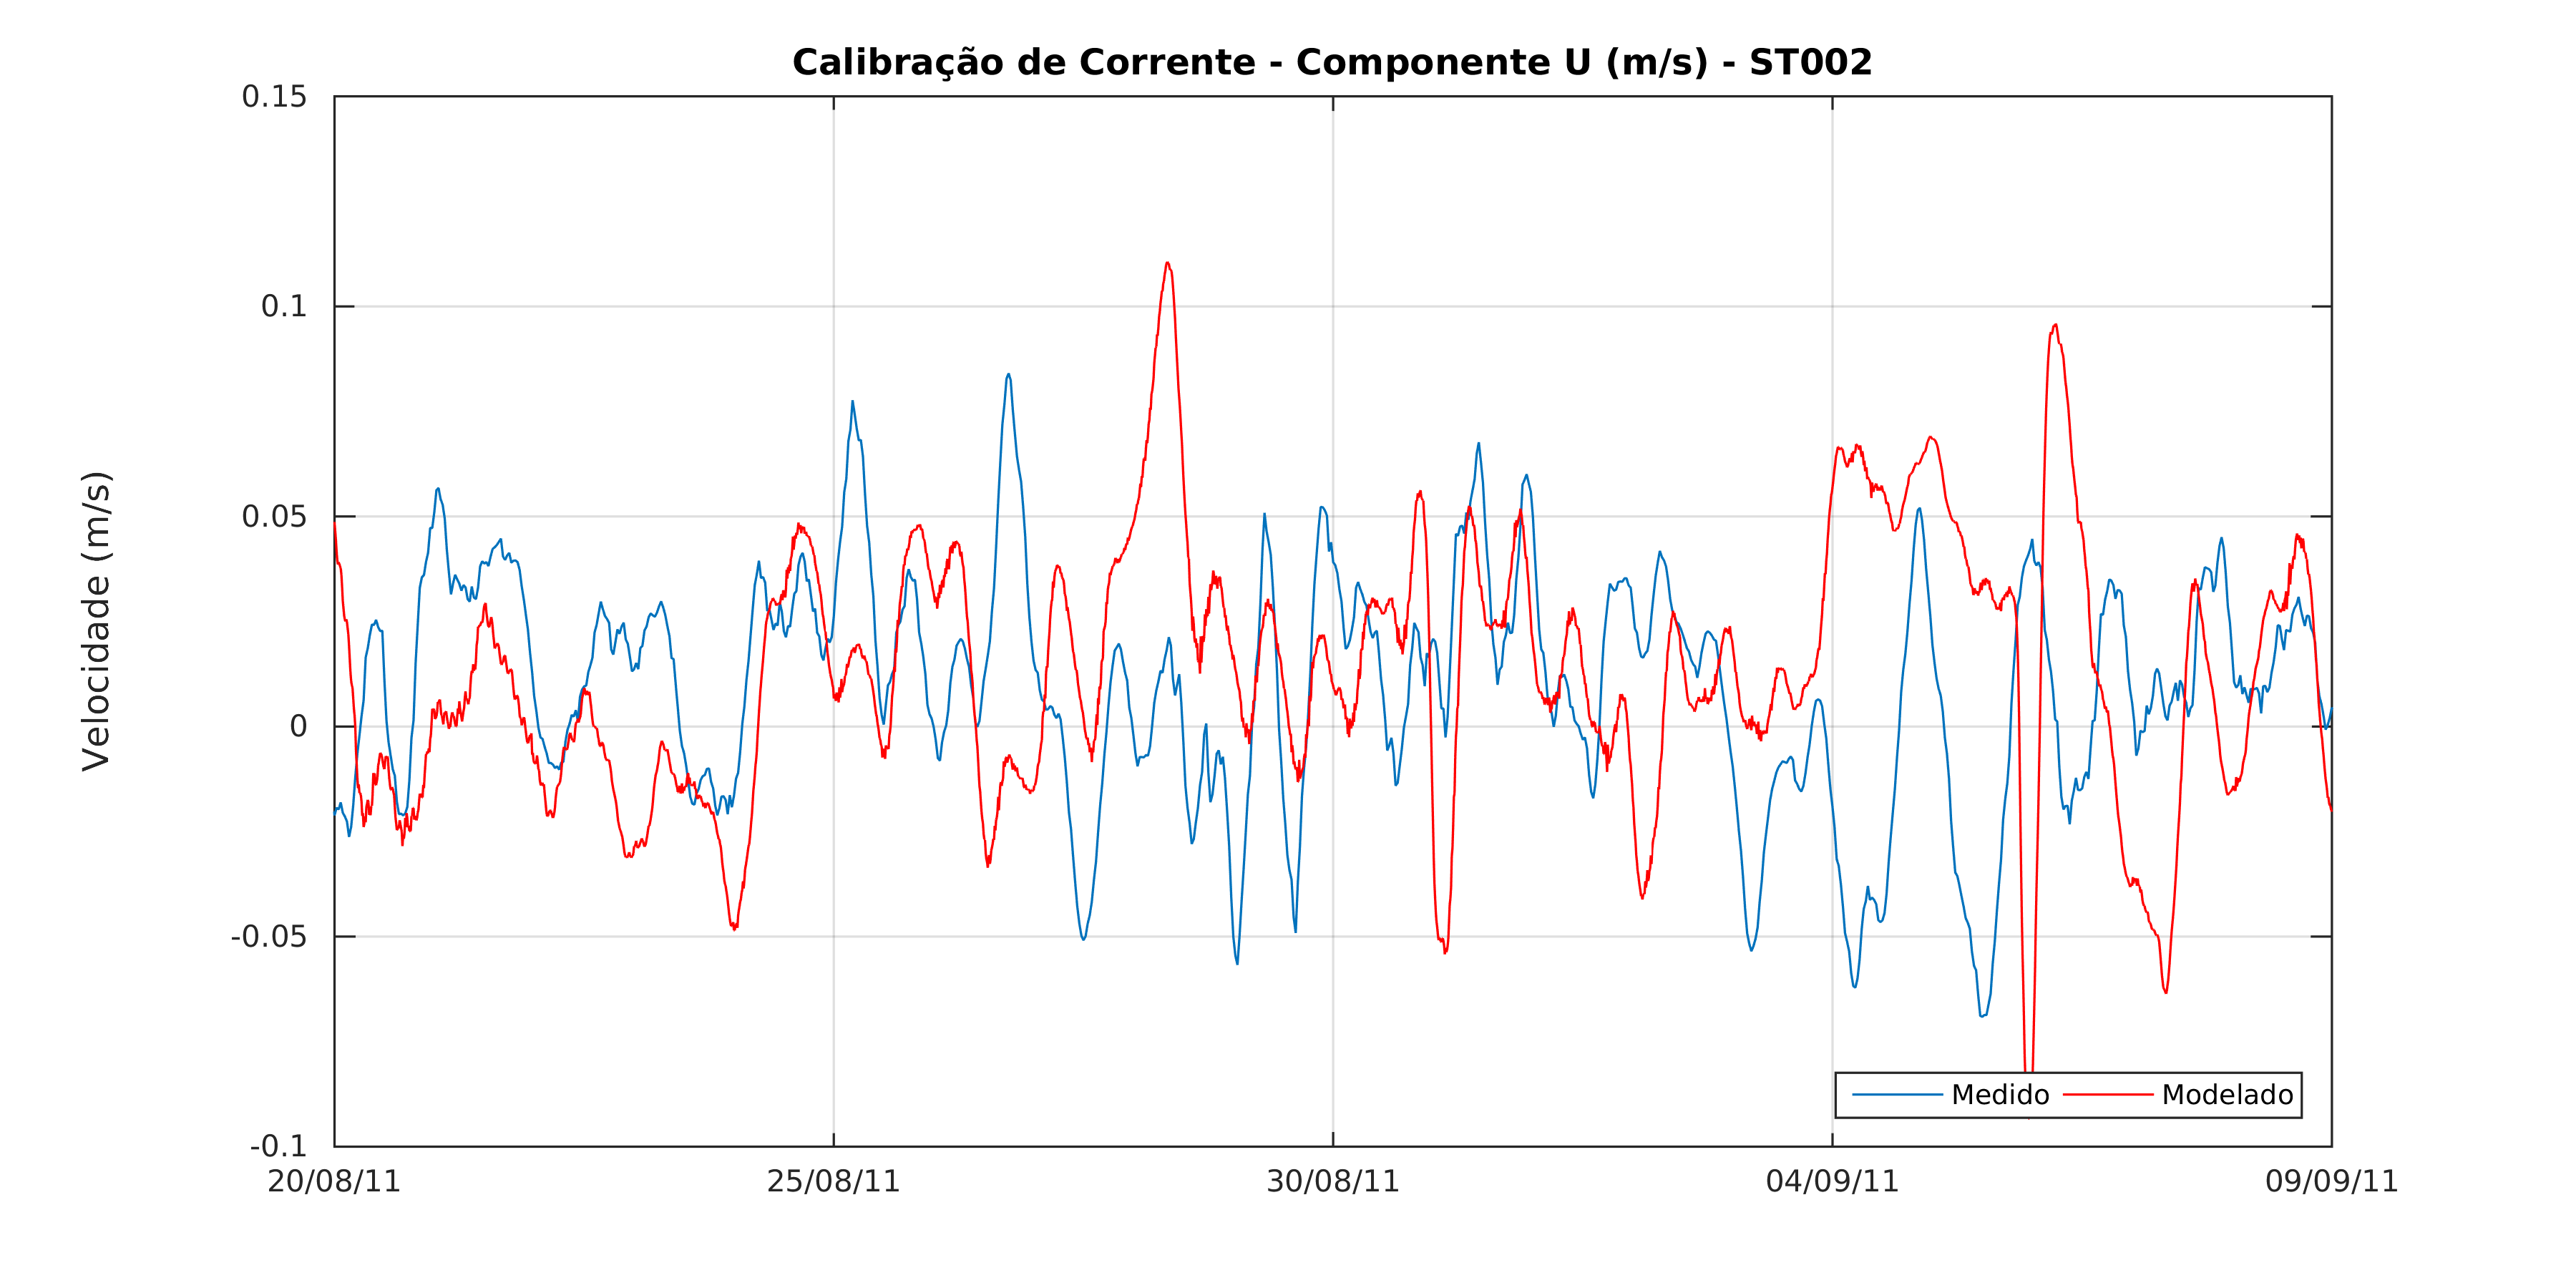 Calibração de Corrente - Componente U (m/s) - ST002
0.15
0.1
0.05
0
-0.05
-0.1
Velocidade (m/s)
20/08/11
25/08/11
30/08/11
04/09/11
09/09/11
Medido
Modelado